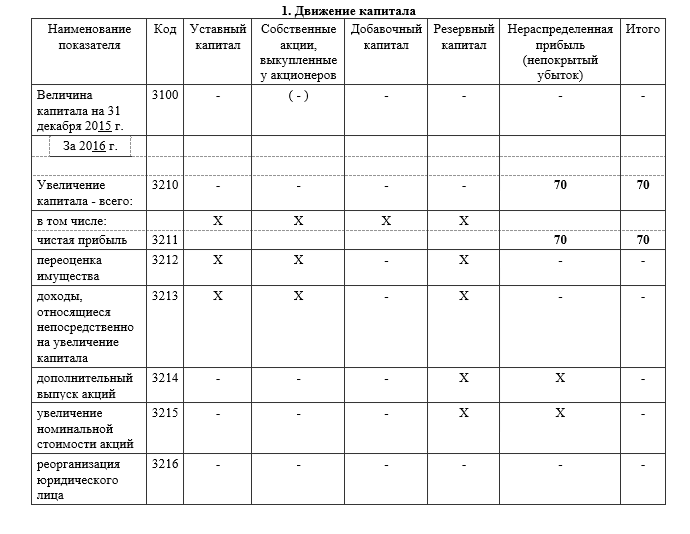 1. Движение капитала
Наименование показателя Код Уставный капитал Собственные акции, выкупленные у акционеров Добавочный капитал Резервный капитал Нераспределенная прибыль (непокрытый убыток) Итого
Величина капитала на 31 декабря 2015 г. 3100 - ( - ) - - - -
За 2016 г.
Увеличение капитала - всего: 3210 - - - - 70 70
в том числе: Х Х Х Х
чистая прибыль 3211 70 70
переоценка имущества 3212 Х Х - Х - -
доходы, относящиеся непосредственно на увеличение капитала 3213 Х Х - Х - -
дополнительный выпуск акций 3214 - - - Х Х -
увеличение номинальной стоимости акций 3215 - - - Х Х -
реорганизация юридического лица 3216 - - - - - -